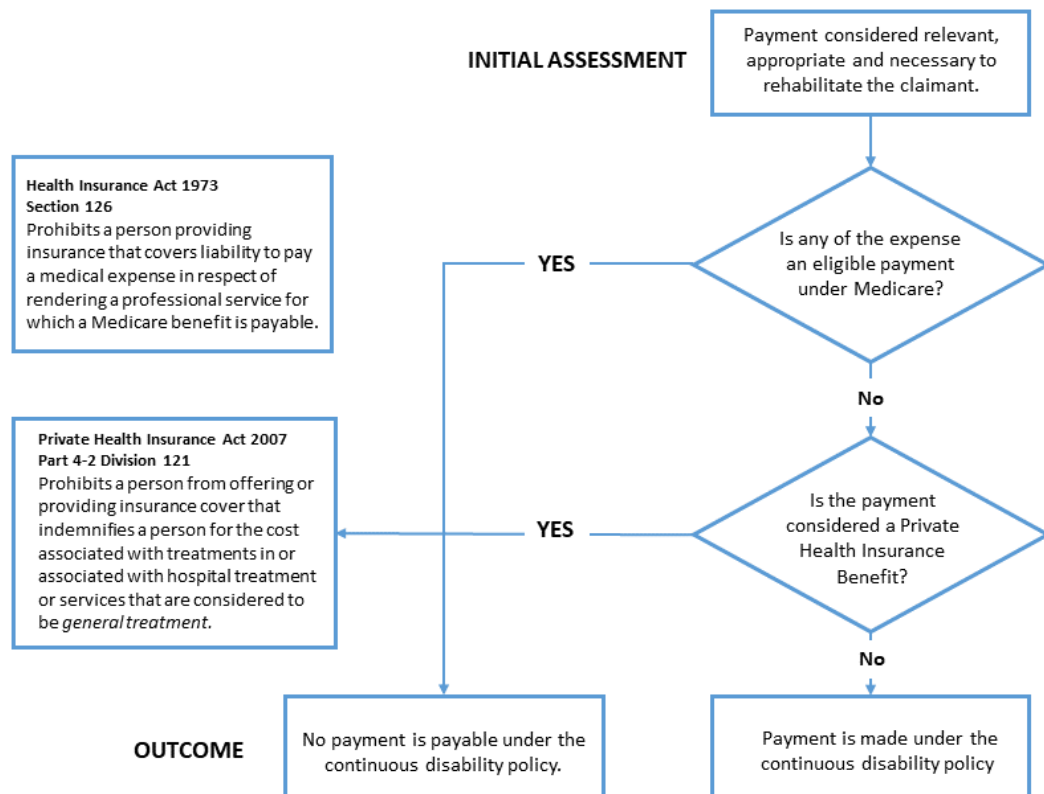 INITIAL ASSESSMENT
Payment considered relevant,
appropriate and necessary to
rehabilitate the claimant.
Health Insurance Act 1973
Section 126
Prohibits a person providing
insurance that covers liability to pay
a medical expense in respect of
rendering a professional service for
which a Medicare benefit is payable.
YES
Is any of the expense
an eligible payment
under Medicare?
No
Private Health Insurance Act 2007
Part 4-2 Division 121
Prohibits a person from offering or
providing insurance cover that
indemnifies a person for the cost
associated with treatments in or
associated with hospital treatment
or services that are considered to
be general treatment.
YES
Is the payment
considered a Private
Health Insurance
Benefit?
No
OUTCOME
No payment is payable under the
continuous disability policy.
Payment is made under the
continuous disability policy